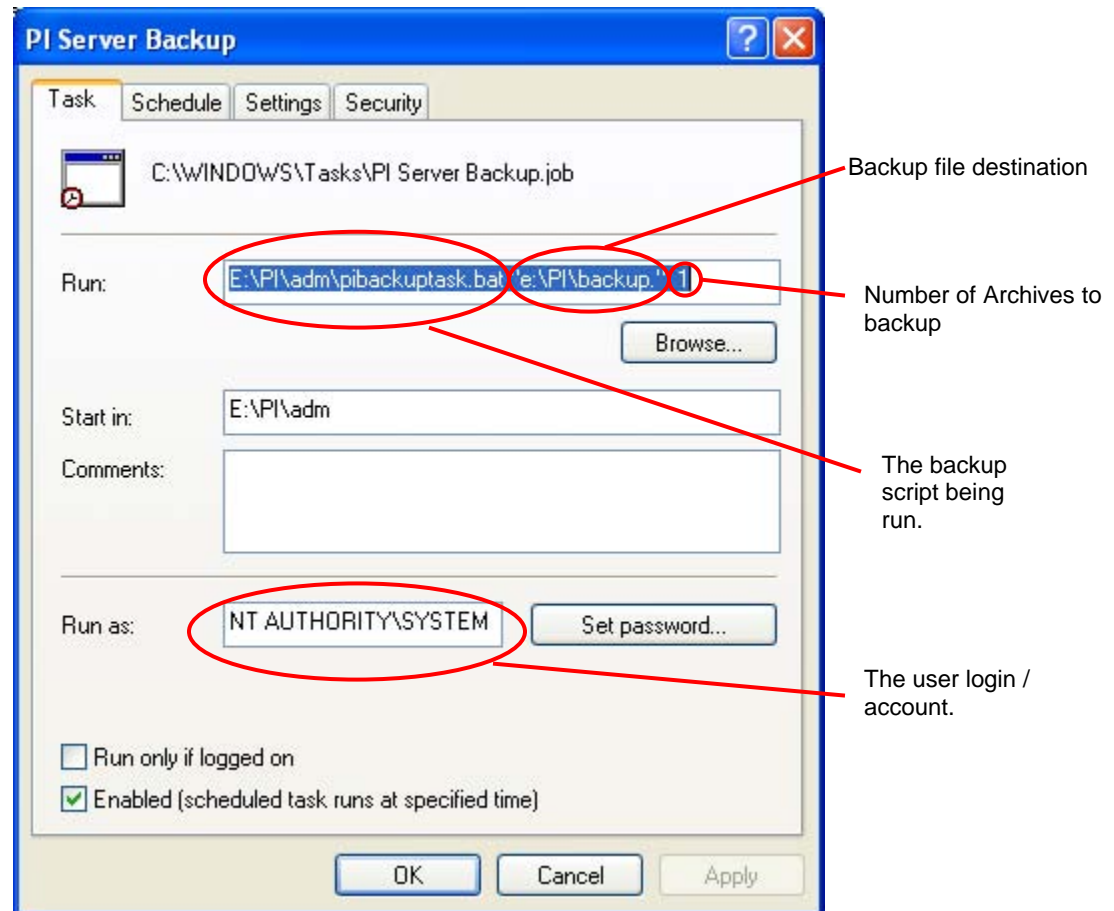 PI Server Backup
Task Schedule Settings Security
C:\WINDOWS\Tasks\PI Server Backup.job
Backup file destination
Run: E:\PI\adm\pibackuptask.bat "e:\PI\backup." 1
Number of Archives to
backup
Browse...
Start in: E:\PI\adm
Comments:
The backup
script being
run.
Run as: NT AUTHORITY\SYSTEM Set password...
The user login /
account.
Run only if logged on
Enabled (scheduled task runs at specified time)
OK Cancel Apply